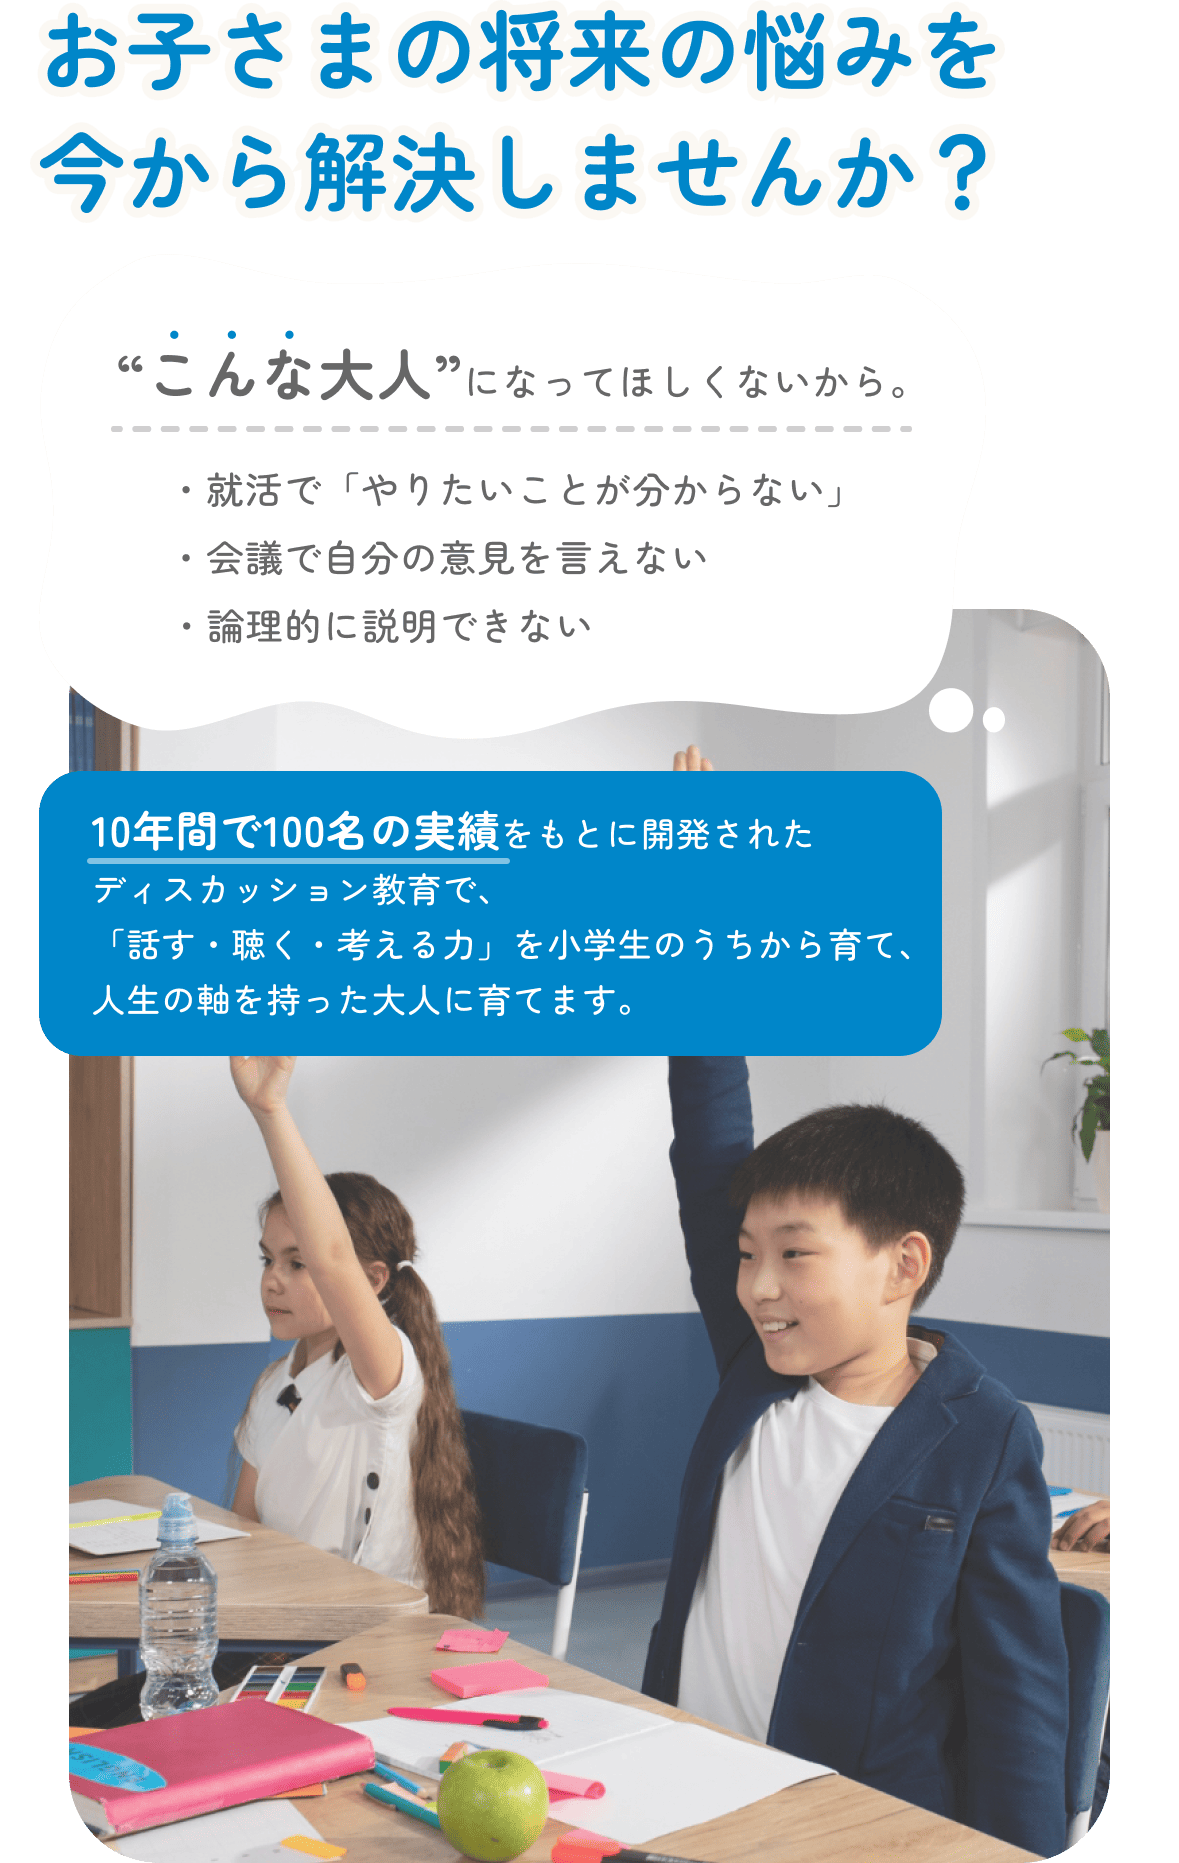 お子さまの将来の悩みを
今から解決しませんか？
“こんな大人”になってほしくないから。
・就活で「やりたいことが分からない」
・会議で自分の意見を言えない
・論理的に説明できない
10年間で100名の実績をもとに開発された
ディスカッション教育で、
「話す・聴く・考える力」を小学生のうちから育て、
人生の軸を持った大人に育てます。